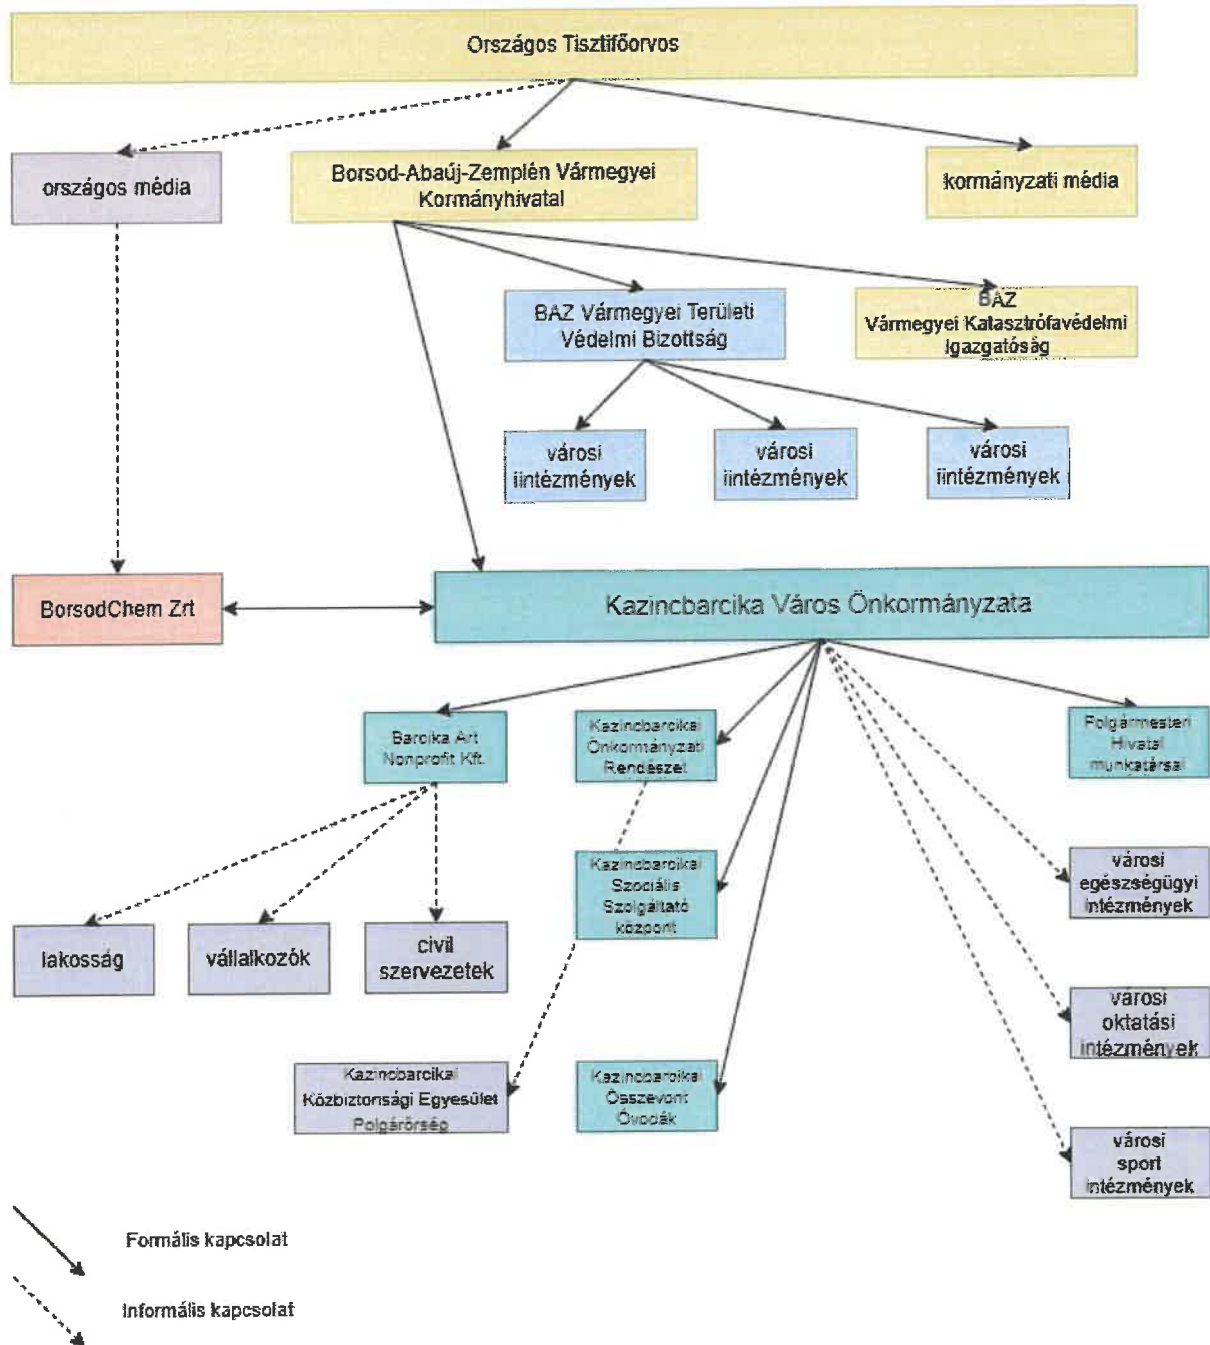 Országos Tisztifőorvos
országos média
Borsod-Abaúj-Zemplén Vármegyei
Kormányhivatal
kormányzati média
BAZ Vármegyei Területi
Védelmi Bizottság
BAZ
Vármegyei Katasztrófavédelmi
Igazgatóság
városi
iintézmények
városi
iintézmények
városi
iintézmények
BorsodChem Zrt
Kazincbarcika Város Önkormányzata
Barcika Art
Nonprofit Kft.
Kazincbarcikai
Önkormányzati
Rendészet
Polgármesteri
Hivatal
munkatársai
Kazincbarcikai
Szociális
Szolgáltató
központ
városi
egészségügyi
intézmények
lakosság
vállalkozók
civil
szervezetek
városi
oktatási
intézmények
Kazincbarcikai
Közbiztonsági Egyesület
Polgárőrség
Kazincbarcikai
Összevont
Óvodák
városi
sport
intézmények
Formális kapcsolat
Informális kapcsolat